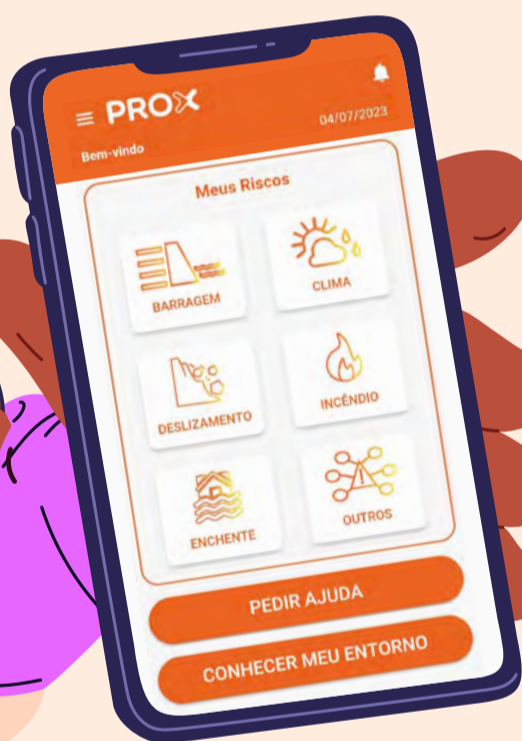 PROX
04/07/2023
Bem-vindo
Meus Riscos
BARRAGEM
CLIMA
DESLIZAMENTO
INCÊNDIO
ENCHENTE
OUTROS
PEDIR AJUDA
CONHECER MEU ENTORNO